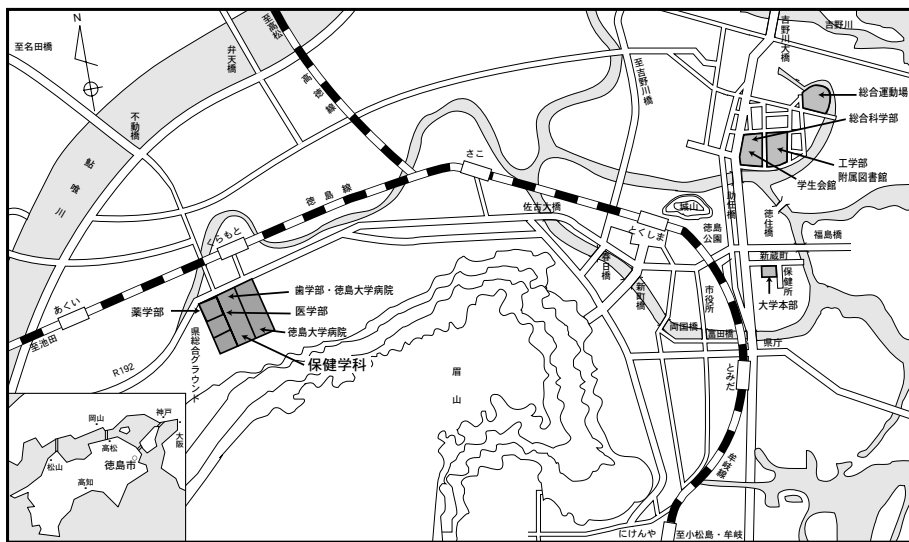 N
至名田橋
弁天橋
至高松
高徳線
不動橋
鮎喰川
至吉野川橋
吉野川大橋
吉野川
総合運動場
総合科学部
工学部
附属図書館
学生会館
さこ
徳島線
佐古大橋
城山
徳島公園
助任橋
徳住橋
福島橋
とくしま
くらもと
春日橋
新町橋
新蔵町
保健所
大学本部
市役所
両国橋
富田橋
県庁
あくい
至池田
薬学部
歯学部・徳島大学病院
医学部
徳島大学病院
保健学科
R192
県総合グラウンド
眉山
とみだ
牟岐線
にけんや
至小松島・牟岐
岡山
神戸
大阪
高松
松山
徳島市
高知